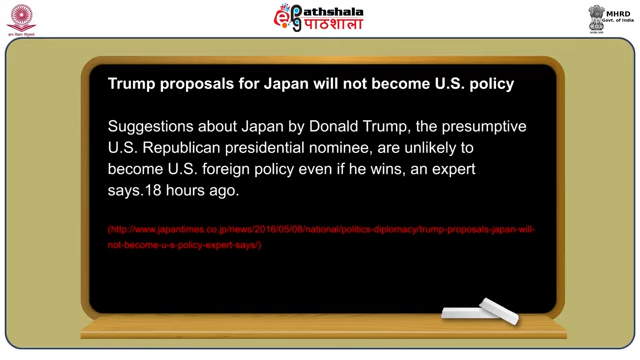 ePathshala
पाठशाला
MHRD
Govt. of India
Trump proposals for Japan will not become U.S. policy
Suggestions about Japan by Donald Trump, the presumptive
U.S. Republican presidential nominee, are unlikely to
become U.S. foreign policy even if he wins, an expert
says.18 hours ago.
(http://www.japantimes.co.jp/news/2016/05/08/national/politics-diplomacy/trump-proposals-japan-will-
not-become-u-s-policy-expert-says/)